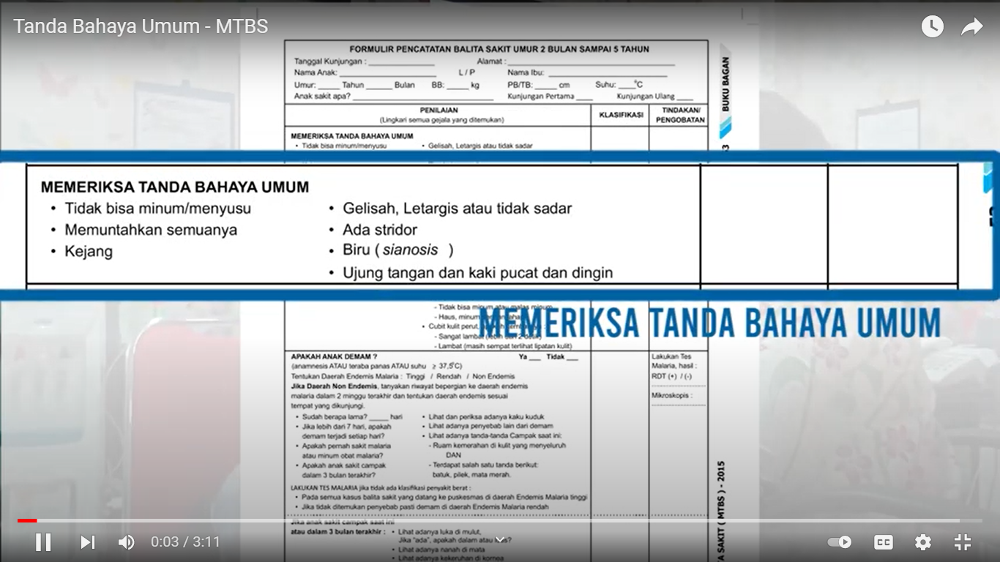 Tanda Bahaya Umum - MTBS
FORMULIR PENCATATAN BALITA SAKIT UMUR 2 BULAN SAMPAI 5 TAHUN
Tanggal Kunjungan : ____ Alamat : ____
Nama Anak: ____ L / P Nama Ibu: ____
Umur: ____ Tahun ____ Bulan BB: ____ kg PB/TB: ____ cm Suhu: ____°C
Anak sakit apa? ____ Kunjungan Pertama ____ Kunjungan Ulang ____
PENILAIAN
(Lingkari semua gejala yang ditemukan)
KLASIFIKASI
TINDAKAN/
PENGOBATAN
BUKU BAGAN
MEMERIKSA TANDA BAHAYA UMUM
• Tidak bisa minum/menyusu • Gelisah, Letargis atau tidak sadar
MEMERIKSA TANDA BAHAYA UMUM
• Tidak bisa minum/menyusu
• Memuntahkan semuanya
• Kejang
• Gelisah, Letargis atau tidak sadar
• Ada stridor
• Biru ( sianosis )
• Ujung tangan dan kaki pucat dan dingin
MEMERIKSA TANDA BAHAYA UMUM
- Tidak bisa minum atau malas minum
- Haus, minum
• Cubit kulit perut,
- Sangat lambat
- Lambat (masih sempat terlihat lipatan kulit)
APAKAH ANAK DEMAM ? Ya ___ Tidak ___
(anamnesis ATAU teraba panas ATAU suhu ≥ 37,5°C)
Tentukan Daerah Endemis Malaria : Tinggi / Rendah / Non Endemis
Jika Daerah Non Endemis, tanyakan riwayat bepergian ke daerah endemis
malaria dalam 2 minggu terakhir dan tentukan daerah endemis sesuai
tempat yang dikunjungi.
• Sudah berapa lama? ____ hari
• Jika lebih dari 7 hari, apakah
demam terjadi setiap hari?
• Apakah pernah sakit malaria
atau minum obat malaria?
• Apakah anak sakit campak
dalam 3 bulan terakhir?
• Lihat dan periksa adanya kaku kuduk
• Lihat adanya penyebab lain dari demam
• Lihat adanya tanda-tanda Campak saat ini:
- Ruam kemerahan di kulit yang menyeluruh
DAN
- Terdapat salah satu tanda berikut:
batuk, pilek, mata merah.
Lakukan Tes
Malaria, hasil :
RDT (+) / (-)
Mikroskopis :
LAKUKAN TES MALARIA jika tidak ada klasifikasi penyakit berat :
• Pada semua kasus balita sakit yang datang ke puskesmas di daerah Endemis Malaria tinggi
• Jika tidak ditemukan penyebab pasti demam di daerah Endemis Malaria rendah
Jika anak sakit campak saat ini
atau dalam 3 bulan terakhir :
• Lihat adanya luka di mulut,
Jika "ada", apakah dalam atau
• Lihat adanya nanah di mata
• Lihat adanya kekeruhan di kornea
SAKIT ( MTBS ) - 2015
0:03 / 3:11
CC